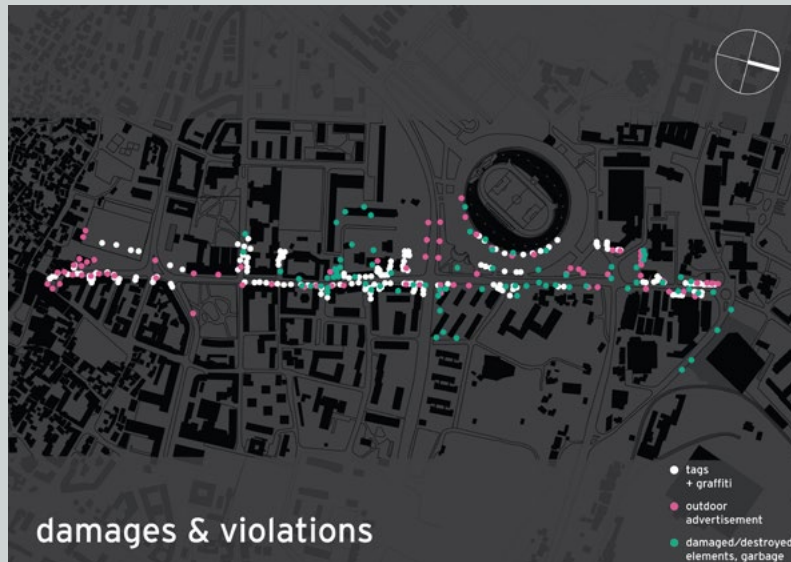 tags
+ graffiti
outdoor
advertisement
damaged/destroyed
elements, garbage
damages & violations